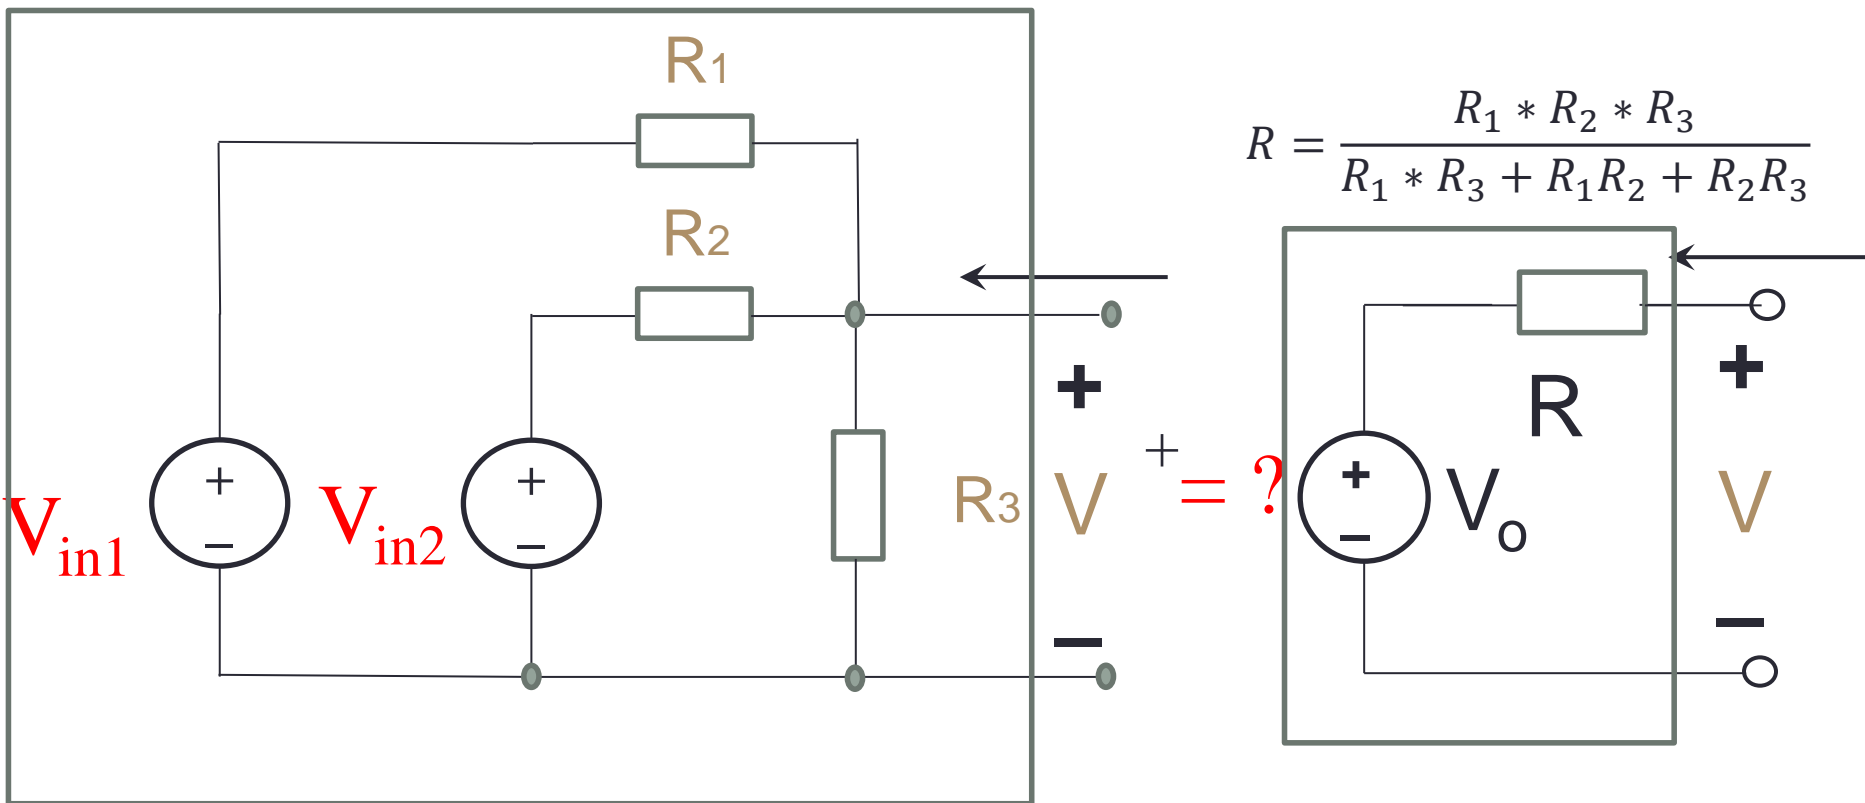 R1
R2
R3
Vin1
Vin2
+
−
+
−
+
V
−
+
= ?
R = (R1 * R2 * R3) / (R1 * R3 + R1R2 + R2R3)
R
+
−
Vo
+
V
−